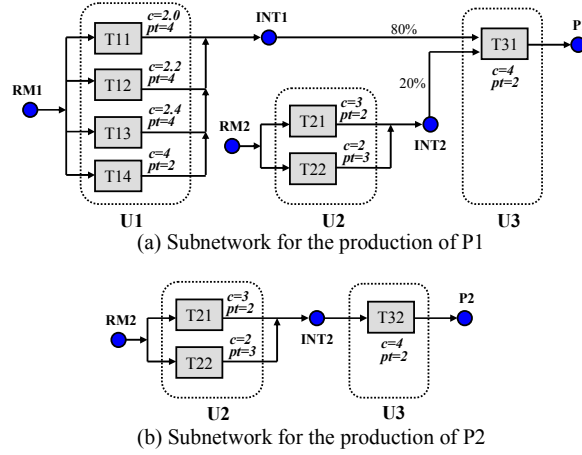 c=2.0
pt=4
T11
INT1
80%
T31
P
c=4
pt=2
c=2.2
pt=4
T12
20%
RM1
c=2.4
pt=4
T13
RM2
c=3
pt=2
T21
INT2
c=4
pt=2
T14
c=2
pt=3
T22
U1
U2
U3
(a) Subnetwork for the production of P1
RM2
c=3
pt=2
T21
INT2
T32
P2
c=4
pt=2
c=2
pt=3
T22
U2
U3
(b) Subnetwork for the production of P2